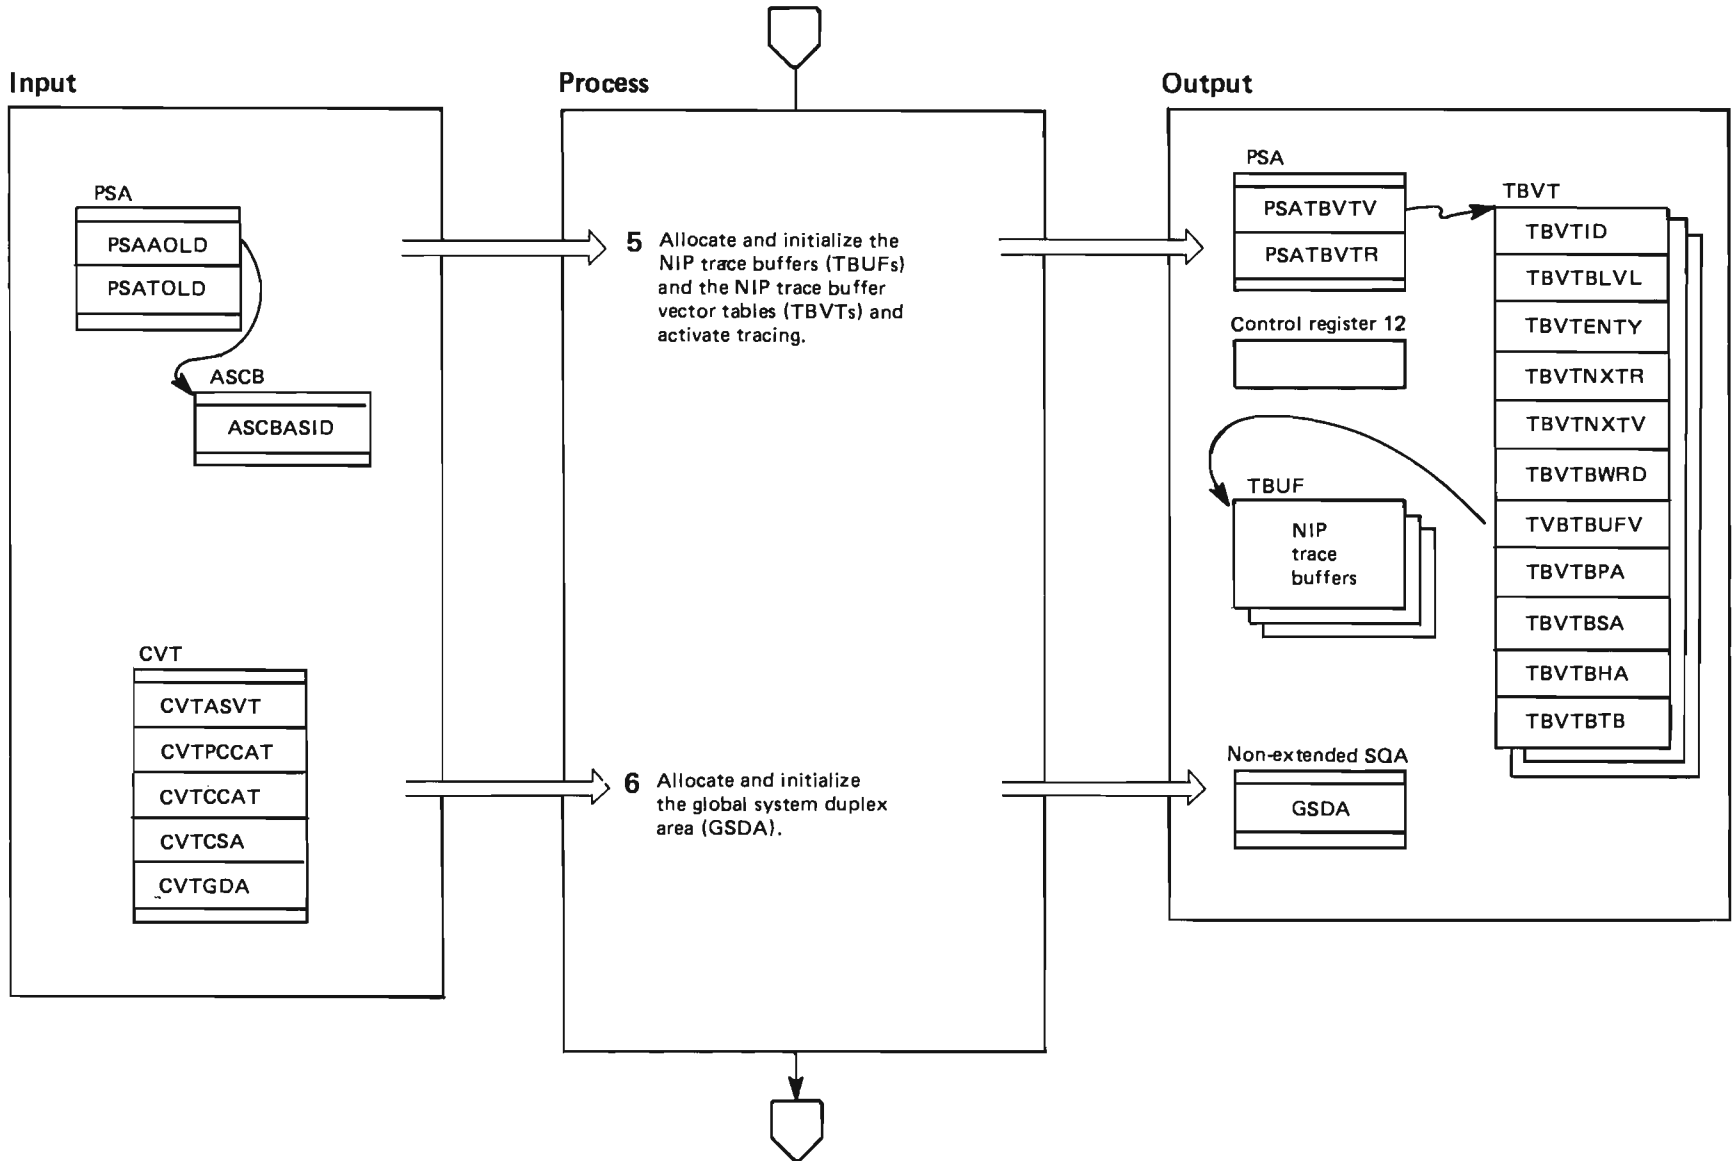 Input
PSA
PSAAOLD
PSATOLD
ASCB
ASCBASID
CVT
CVTASVT
CVTPCCAT
CVTCCAT
CVTCSA
CVTGDA
Process
5 Allocate and initialize the
NIP trace buffers (TBUFs)
and the NIP trace buffer
vector tables (TBVTs) and
activate tracing.
6 Allocate and initialize
the global system duplex
area (GSDA).
Output
PSA
PSATBVTV
PSATBVTR
Control register 12
TBUF
NIP
trace
buffers
TBVT
TBVTID
TBVTBLVL
TBVTENTY
TBVTNXTR
TBVTNXTV
TBVTBWRD
TVBTBUFV
TBVTBPA
TBVTBSA
TBVTBHA
TBVTBTB
Non-extended SQA
GSDA